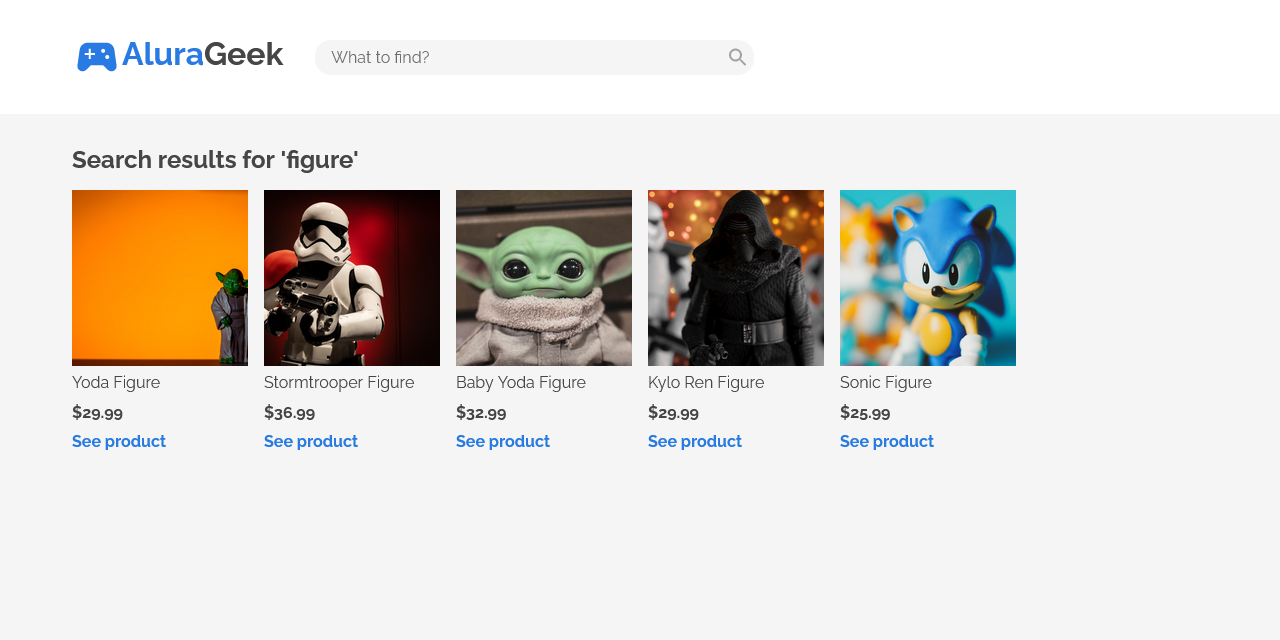 AluraGeek
What to find?
Search results for 'figure'
Yoda Figure
$29.99
See product
Stormtrooper Figure
$36.99
See product
Baby Yoda Figure
$32.99
See product
Kylo Ren Figure
$29.99
See product
Sonic Figure
$25.99
See product